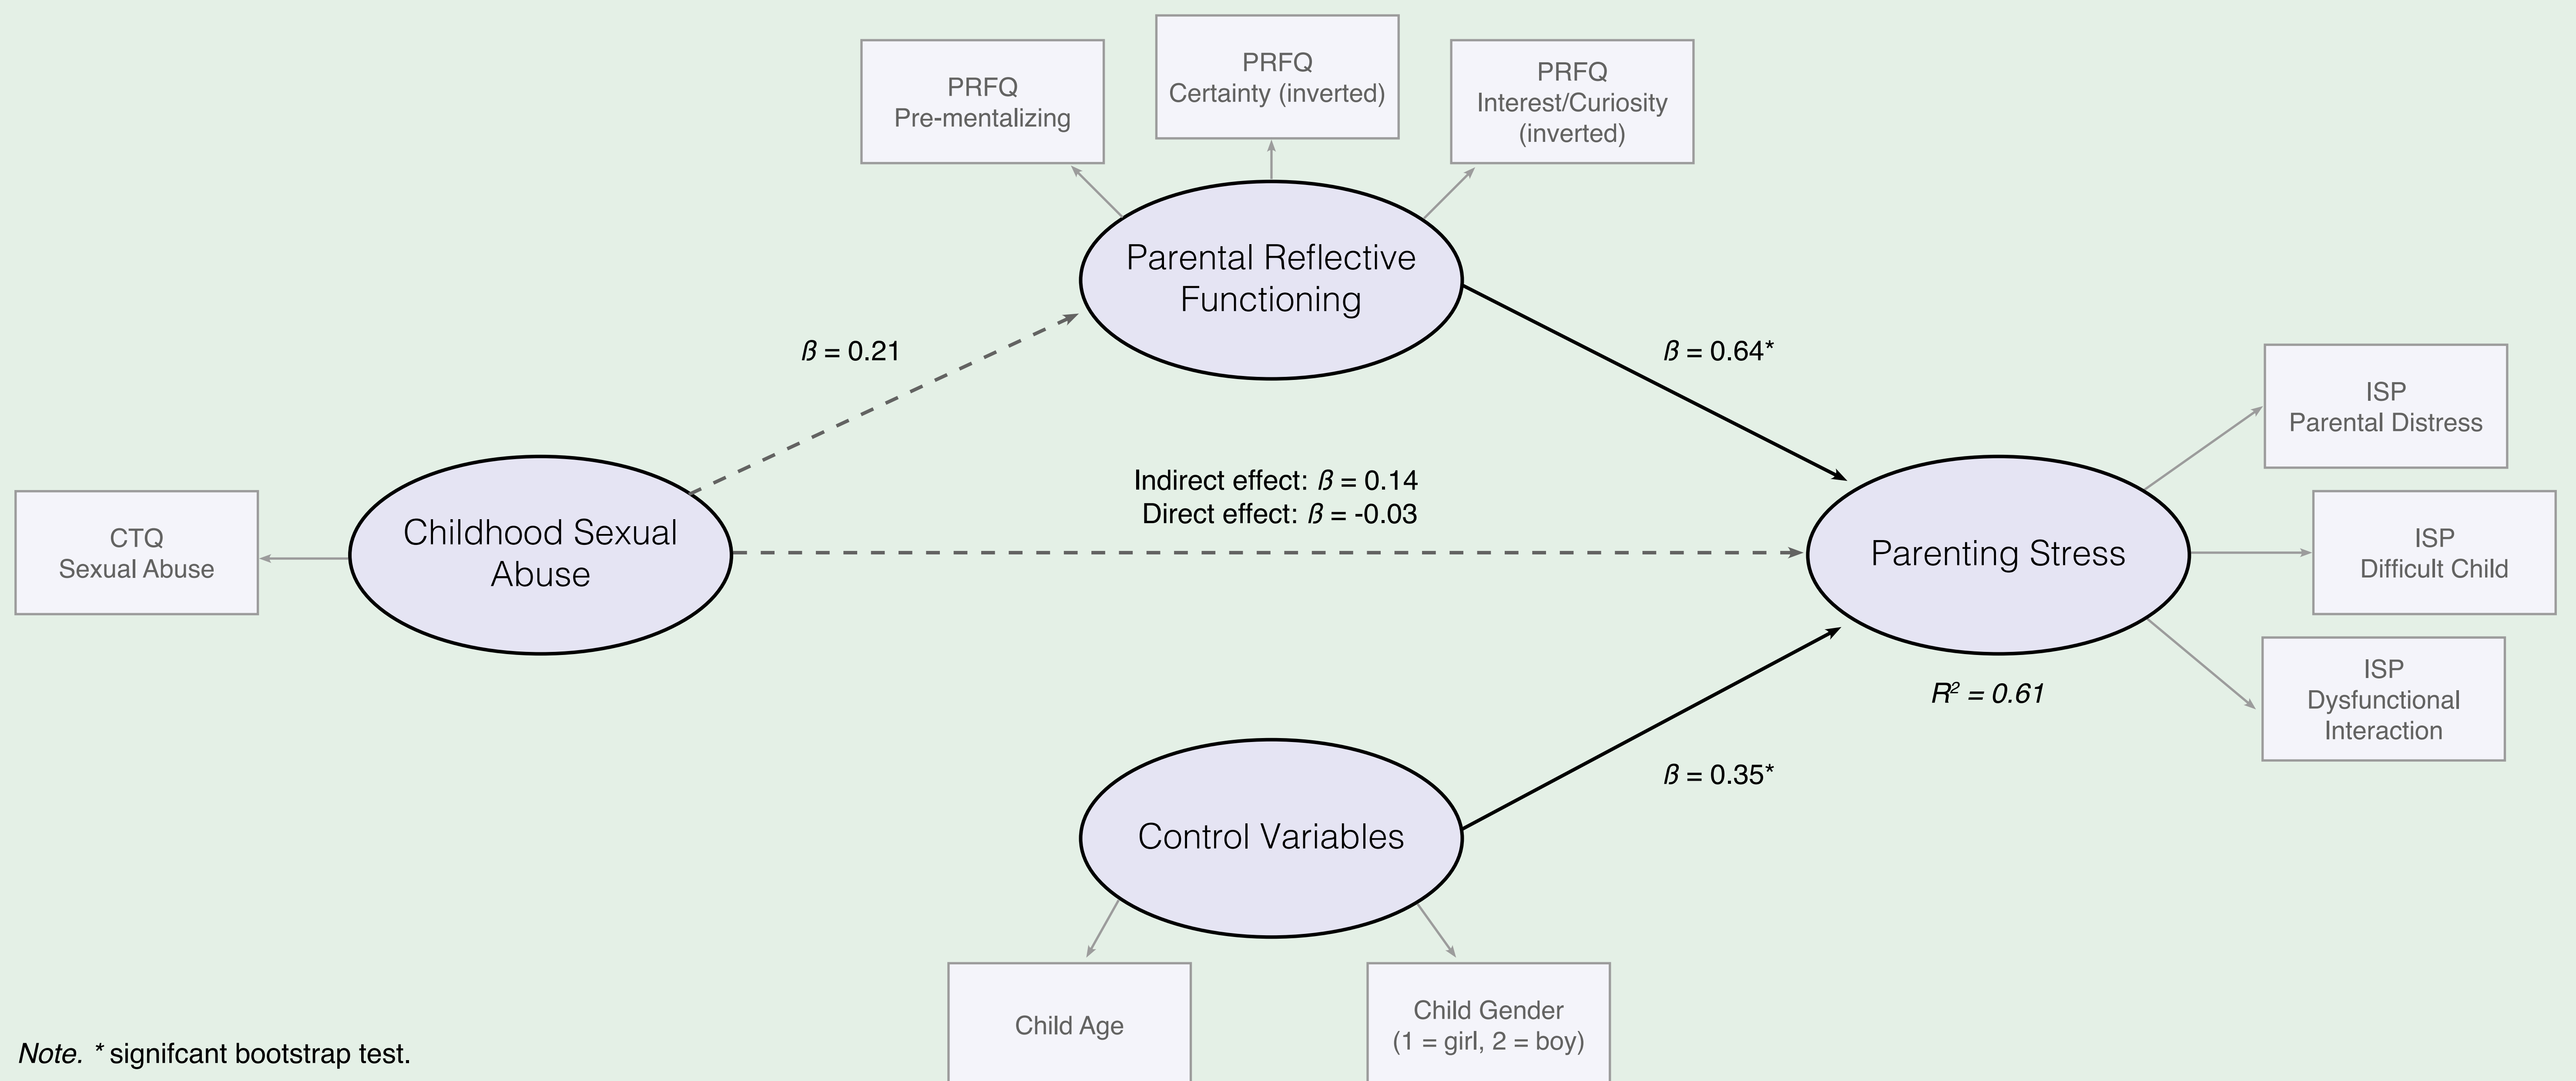 PRFQ
Pre-mentalizing
PRFQ
Certainty (inverted)
PRFQ
Interest/Curiosity
(inverted)
Parental Reflective
Functioning
ß = 0.21
ß = 0.64*
ISP
Parental Distress
Indirect effect: ß = 0.14
Direct effect: ß = -0.03
CTQ
Sexual Abuse
Childhood Sexual
Abuse
Parenting Stress
ISP
Difficult Child
R² = 0.61
ISP
Dysfunctional
Interaction
ß = 0.35*
Control Variables
Child Age
Child Gender
(1 = girl, 2 = boy)
Note. * signifcant bootstrap test.